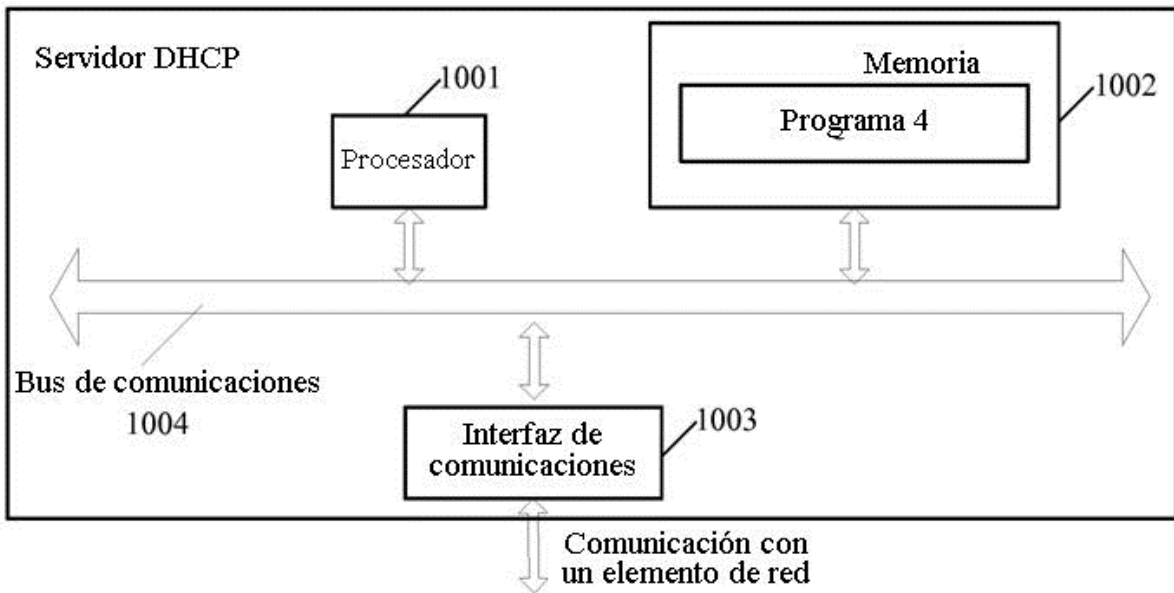 Servidor DHCP
1001
Procesador
Memoria
Programa 4
1002
Bus de comunicaciones
1004
Interfaz de
comunicaciones
1003
Comunicación con
un elemento de red